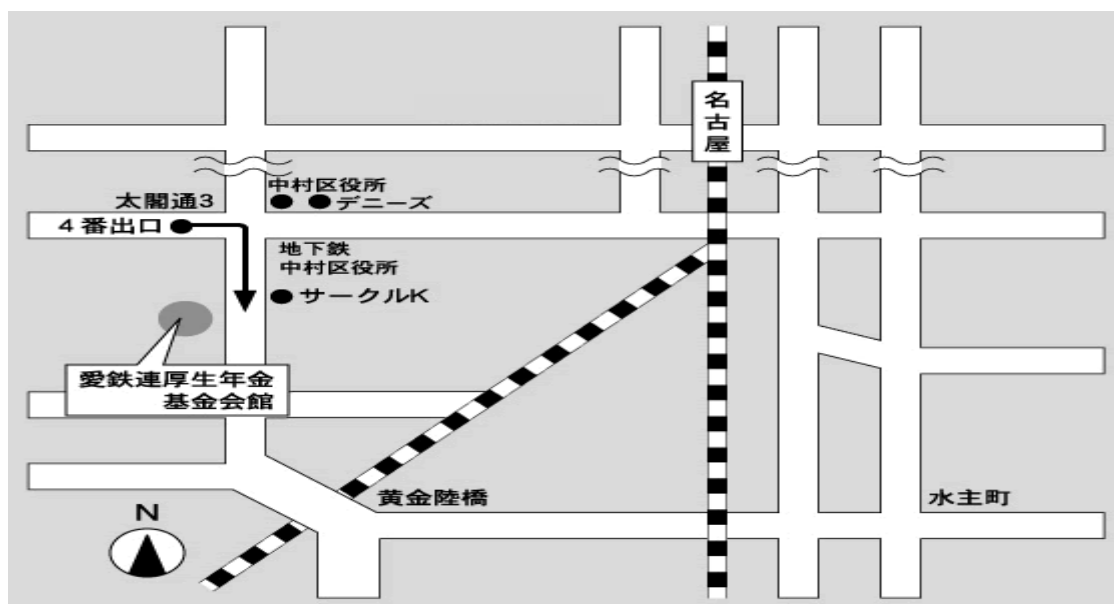 名古屋
中村区役所
太閤通3
デニーズ
4番出口
地下鉄
中村区役所
サークルK
愛鉄連厚生年金
基金会館
黄金陸橋
水主町
N